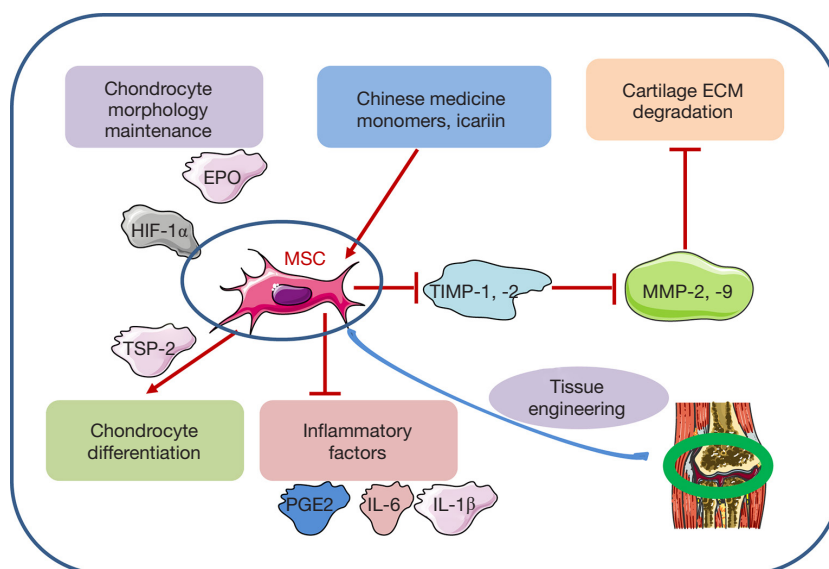 Chondrocyte
morphology
maintenance
Chinese medicine
monomers, icariin
Cartilage ECM
degradation
EPO
HIF-1α
MSC
TIMP-1, -2
MMP-2, -9
TSP-2
Tissue
engineering
Chondrocyte
differentiation
Inflammatory
factors
PGE2
IL-6
IL-1β